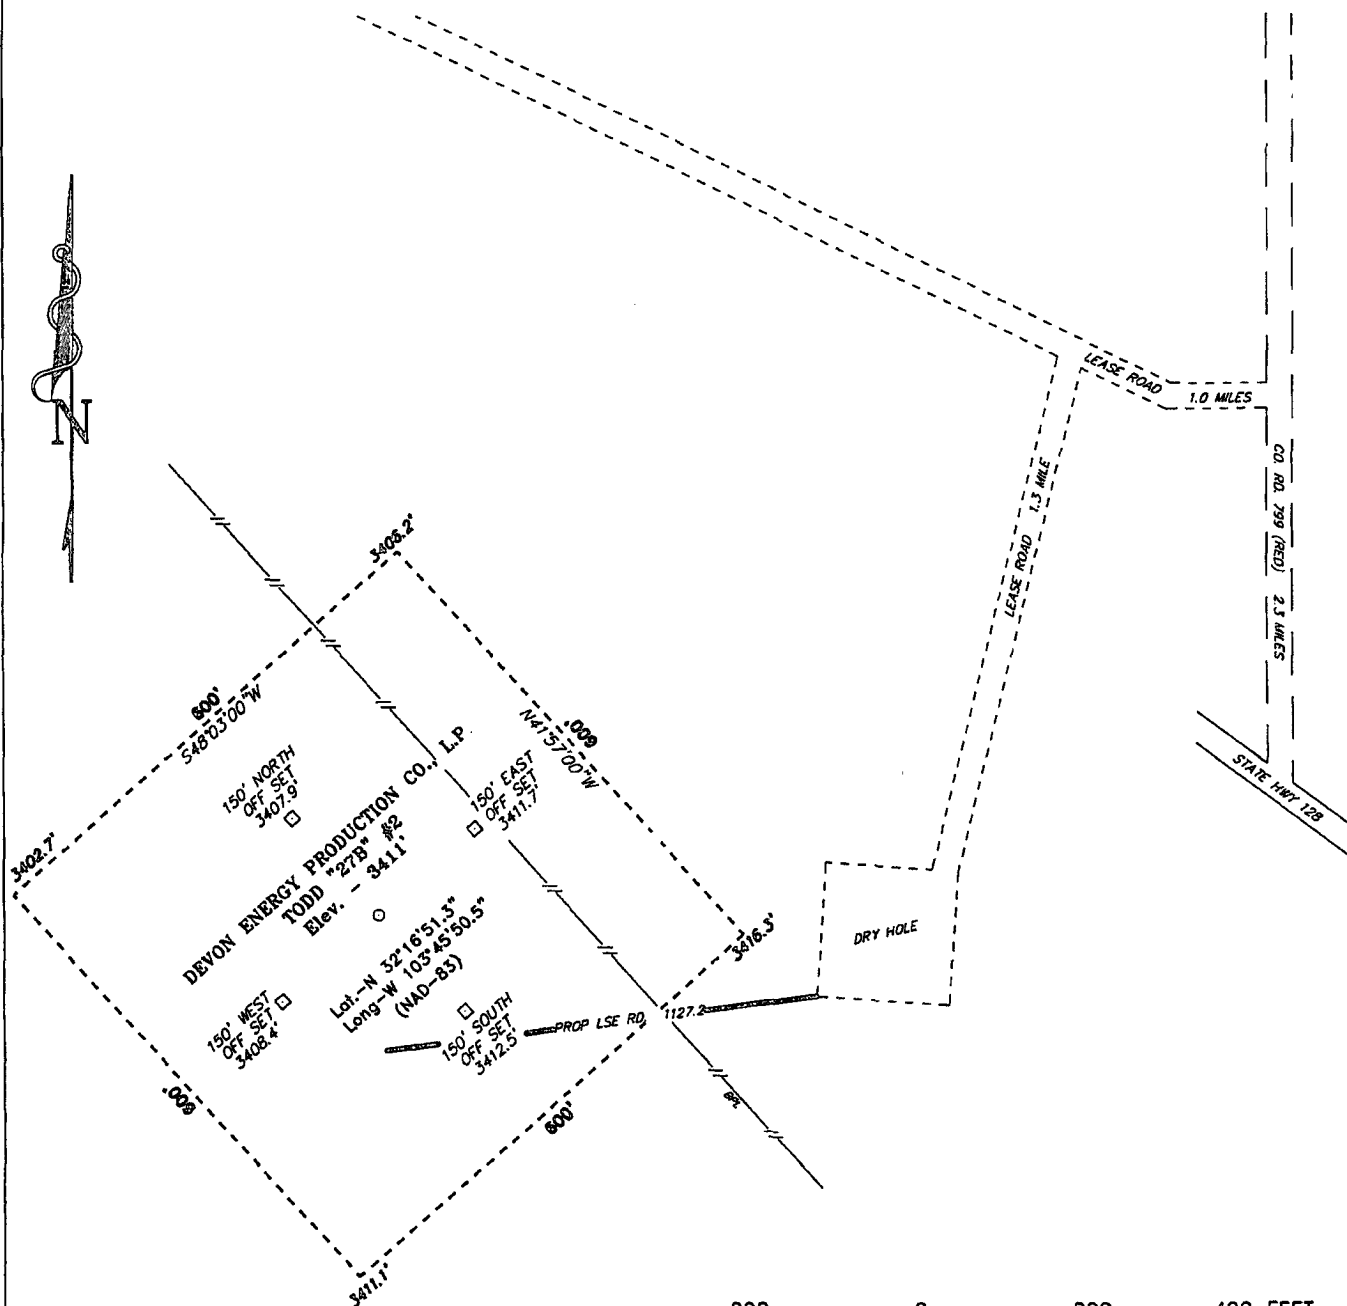 N
LEASE ROAD
1.0 MILES
LEASE ROAD 1.3 MILE
CO. RD. 799 (RED) 2.3 MILES
STATE HWY 128
600'
S48°03'00"W
600'
N41°57'00"W
3402.7'
3416.3'
3411.1'
150' NORTH
OFF SET
3407.9'
150' EAST
OFF SET
3411.7'
DEVON ENERGY PRODUCTION CO., L.P
TODD "27B" #2
Elev. - 3411'
Lat.-N 32°16'51.3"
Long-W 103°45'50.5"
(NAD-83)
150' WEST
OFF SET
3408.4'
150' SOUTH
OFF SET
3412.5'
PROP LSE RD.
1127.2
DRY HOLE
600'
600'
BPL
400 FEET